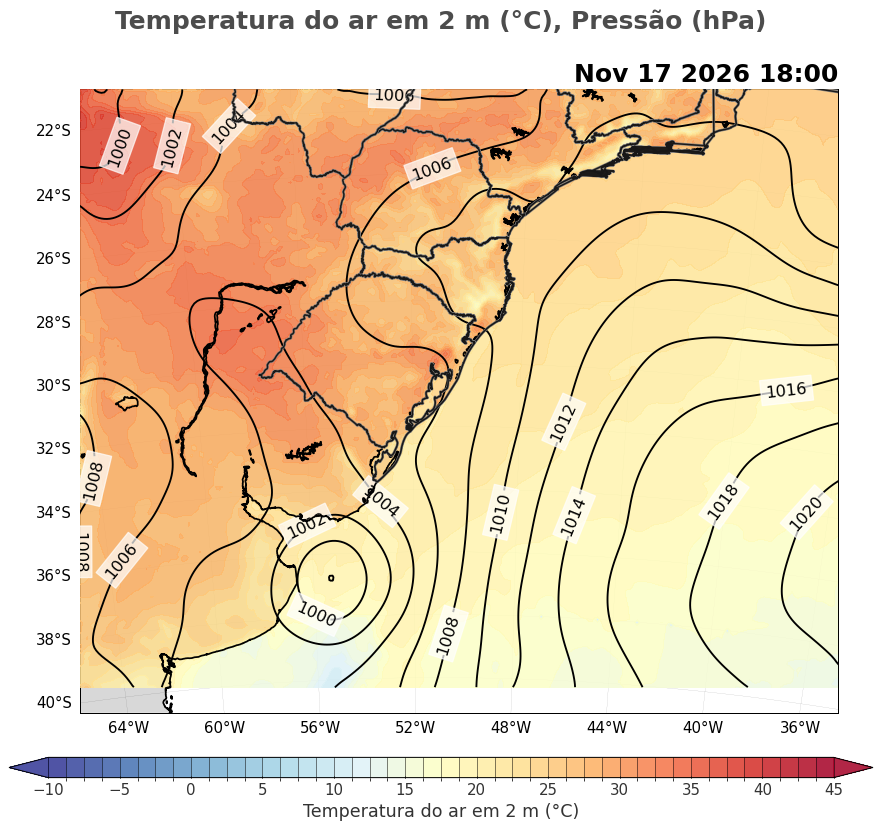 Temperatura do ar em 2 m (°C), Pressão (hPa)
Nov 17 2026 18:00
1006
1000
1002
1004
1006
22°S
24°S
26°S
28°S
30°S
32°S
34°S
36°S
38°S
40°S
1016
1012
1008
1004
1010
1014
1018
1020
1002
1008
1006
1000
1008
64°W
60°W
56°W
52°W
48°W
44°W
40°W
36°W
−10
−5
0
5
10
15
20
25
30
35
40
45
Temperatura do ar em 2 m (°C)